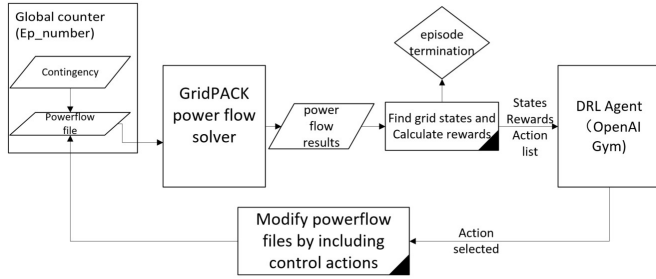 Global counter
(Ep_number)
Contingency
Powerflow
file
GridPACK
power flow
solver
power
flow
results
episode
termination
Find grid states and
Calculate rewards
States
Rewards
Action
list
DRL Agent
（OpenAI
Gym)
Modify powerflow
files by including
control actions
Action
selected